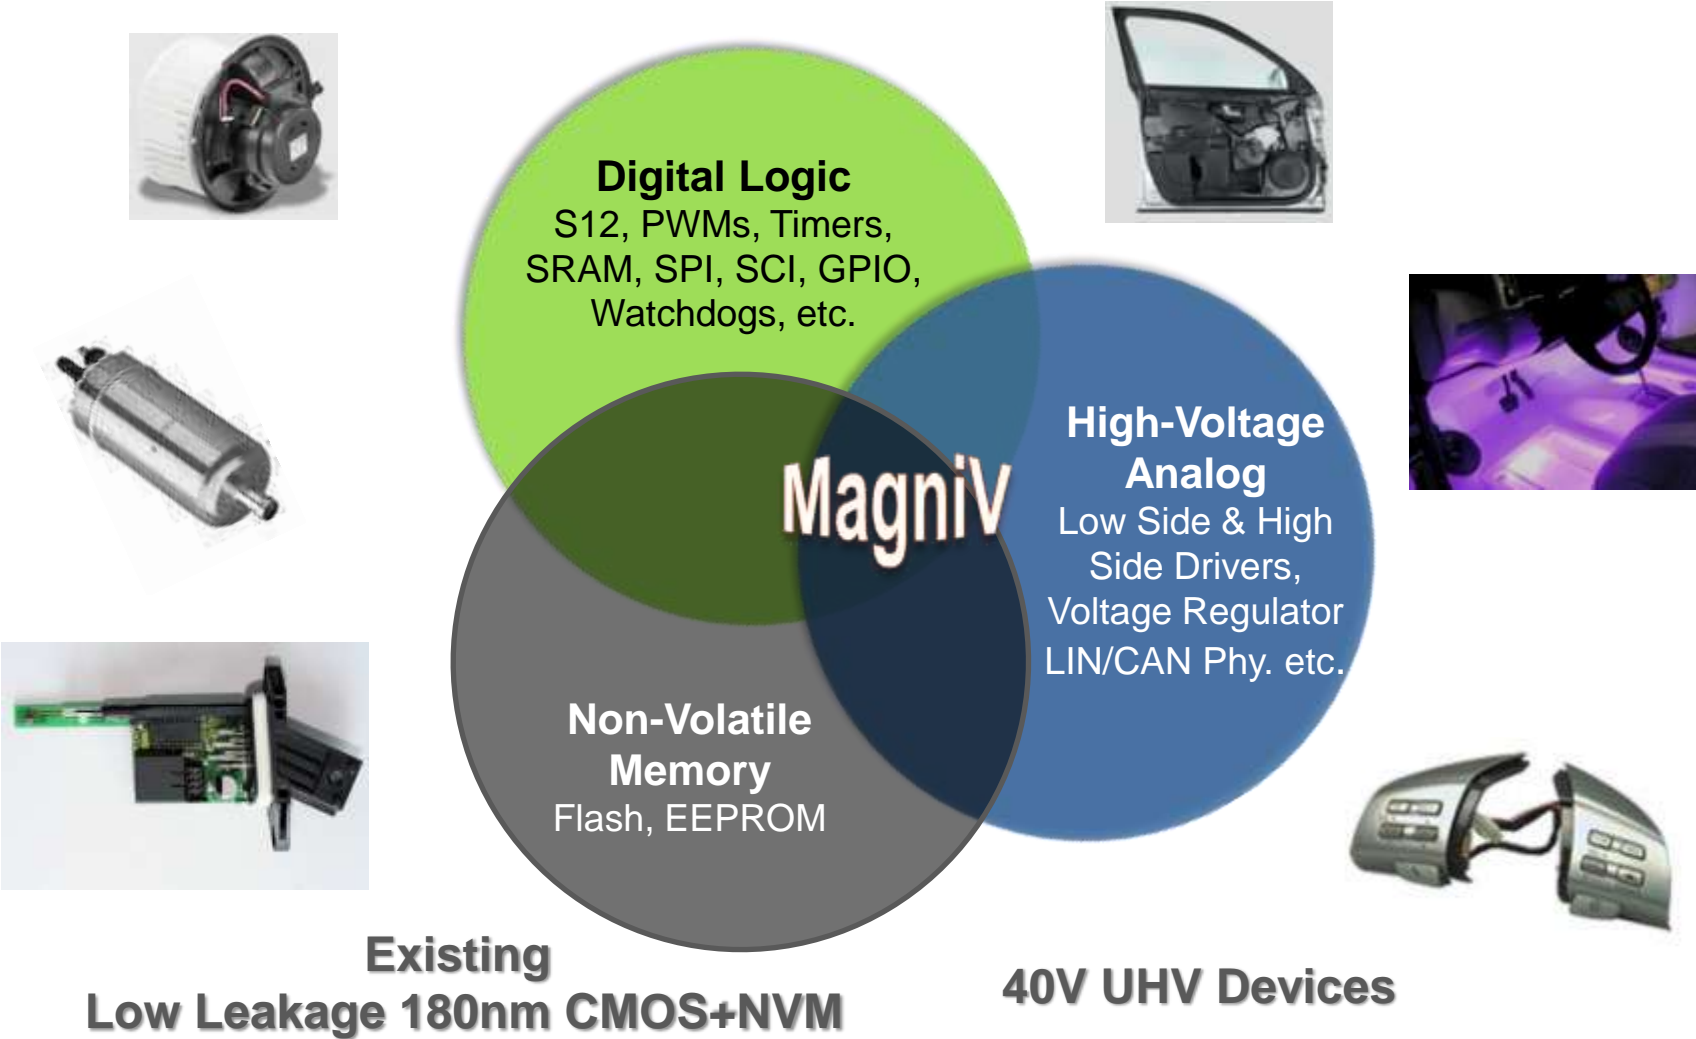 Digital Logic
S12, PWMs, Timers,
SRAM, SPI, SCI, GPIO,
Watchdogs, etc.
High-Voltage
Analog
Low Side & High
Side Drivers,
Voltage Regulator
LIN/CAN Phy. etc.
MagniV
Non-Volatile
Memory
Flash, EEPROM
Existing
Low Leakage 180nm CMOS+NVM
40V UHV Devices